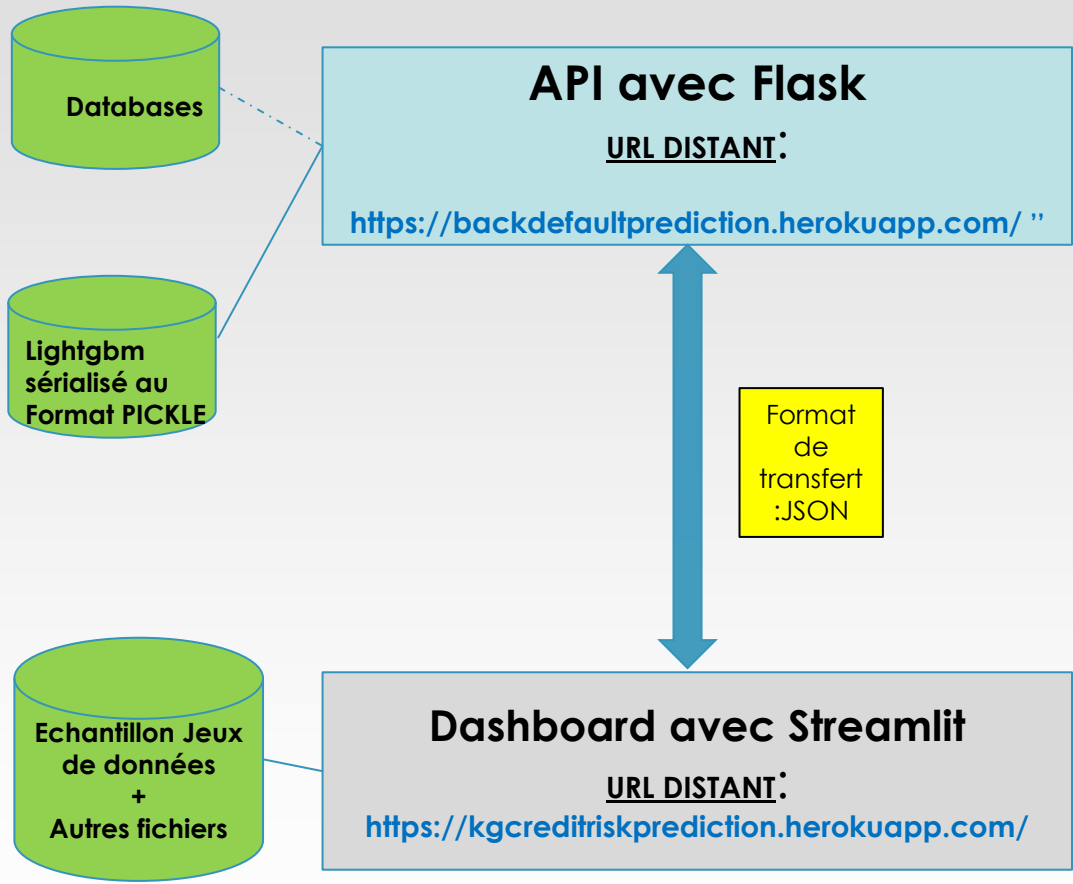 Databases
API avec Flask
URL DISTANT:
https://backdefaultprediction.herokuapp.com/ ”
Lightgbm
sérialisé au
Format PICKLE
Format
de
transfert
:JSON
Echantillon Jeux
de données
+
Autres fichiers
Dashboard avec Streamlit
URL DISTANT:
https://kgcreditriskprediction.herokuapp.com/